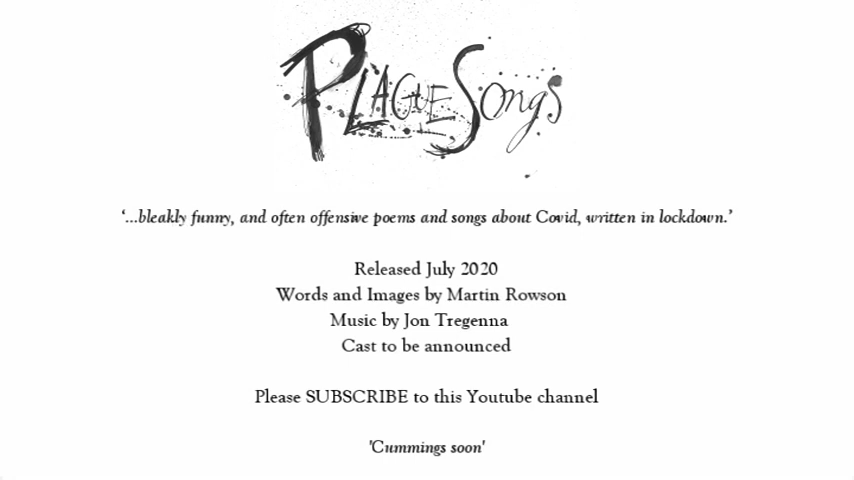 PLAGUE Songs
‘...bleakly funny, and often offensive poems and songs about Covid, written in lockdown.’
Released July 2020
Words and Images by Martin Rowson
Music by Jon Tregenna
Cast to be announced
Please SUBSCRIBE to this Youtube channel
'Cummings soon'